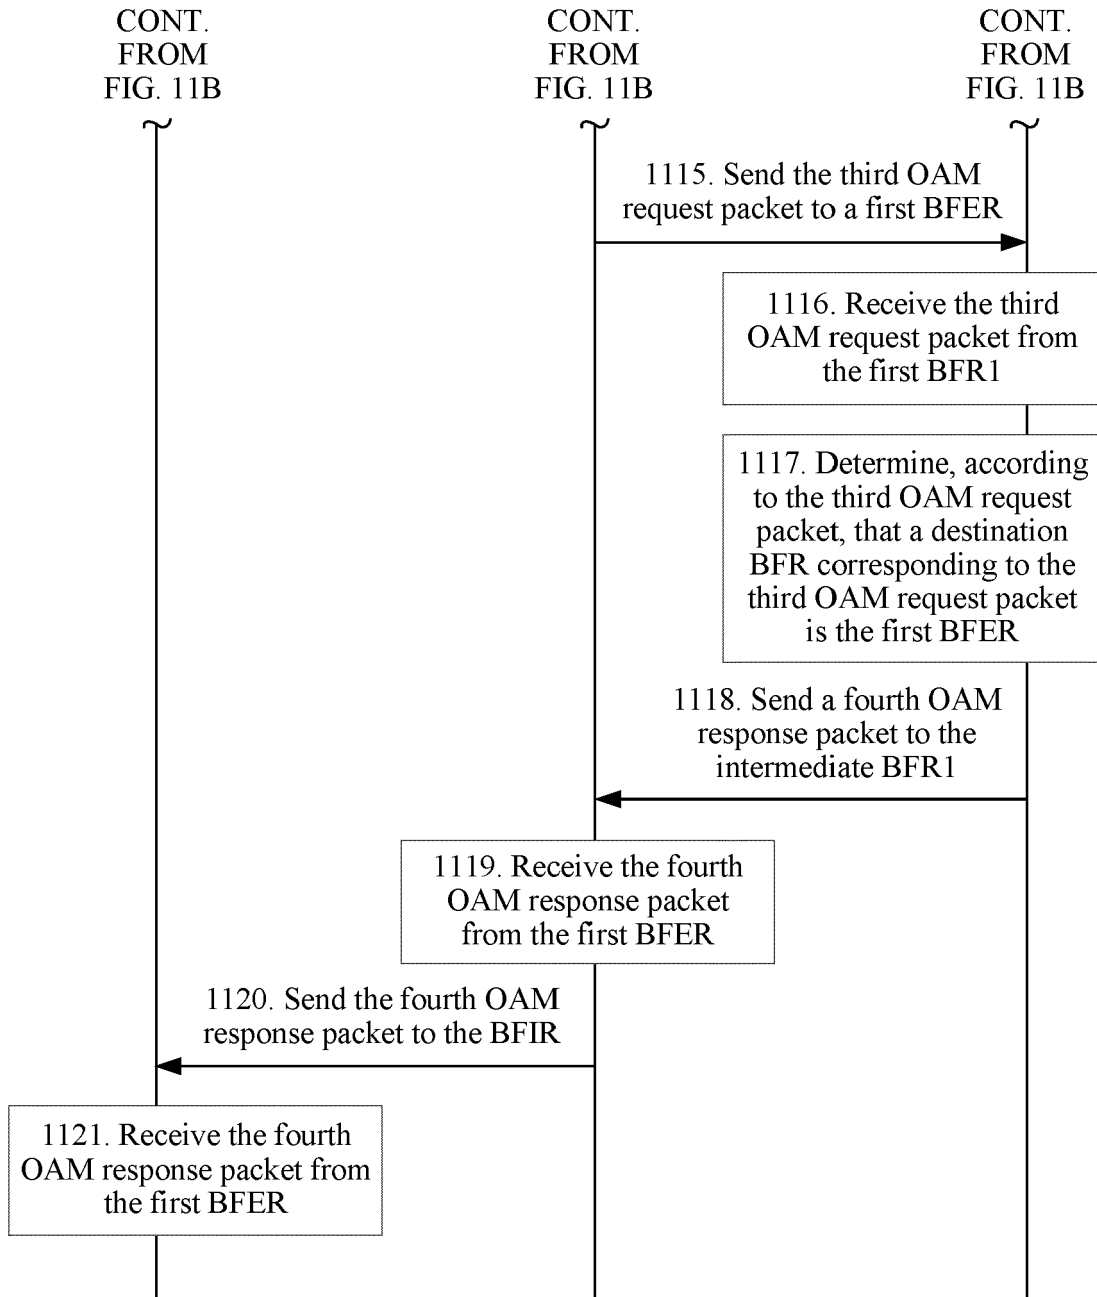 CONT.
FROM
FIG. 11B
CONT.
FROM
FIG. 11B
CONT.
FROM
FIG. 11B
1115. Send the third OAM
request packet to a first BFER
1116. Receive the third
OAM request packet from
the first BFR1
1117. Determine, according
to the third OAM request
packet, that a destination
BFR corresponding to the
third OAM request packet
is the first BFER
1118. Send a fourth OAM
response packet to the
intermediate BFR1
1119. Receive the fourth
OAM response packet
from the first BFER
1120. Send the fourth OAM
response packet to the BFIR
1121. Receive the fourth
OAM response packet from
the first BFER